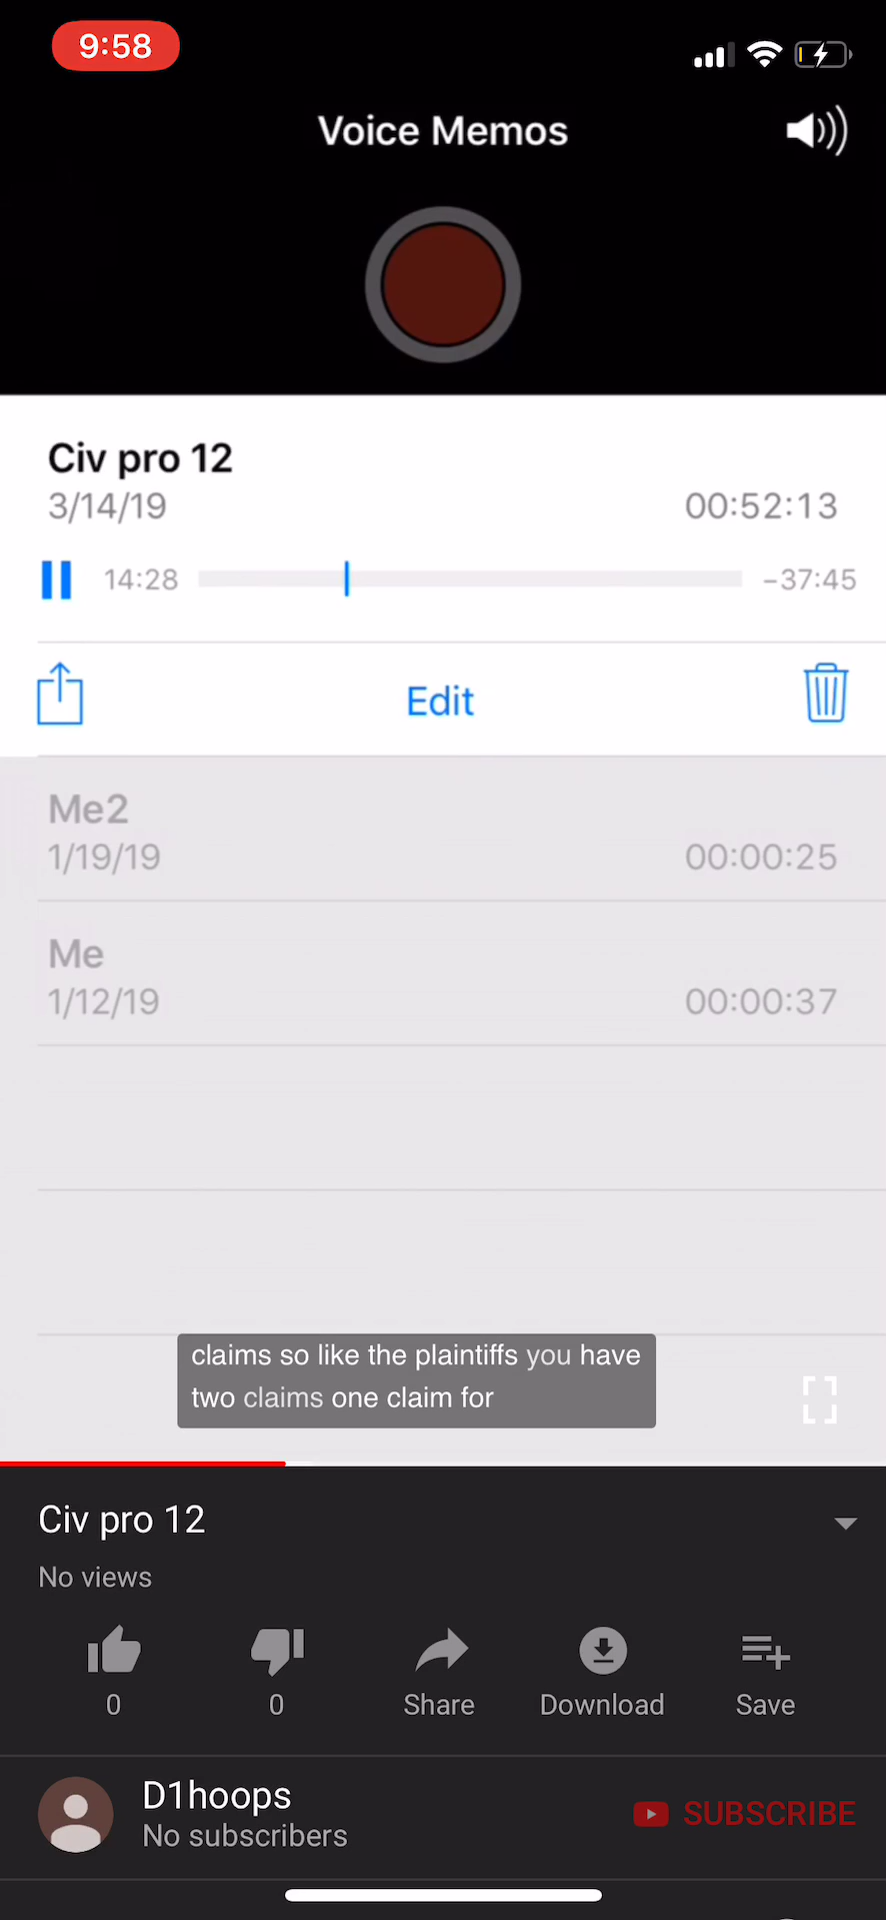 9:58
Voice Memos
Civ pro 12
3/14/19 00:52:13
14:28 -37:45
Edit
Me2
1/19/19 00:00:25
Me
1/12/19 00:00:37
claims so like the plaintiffs you have
two claims one claim for
Civ pro 12
No views
0 0 Share Download Save
D1hoops
No subscribers
SUBSCRIBE